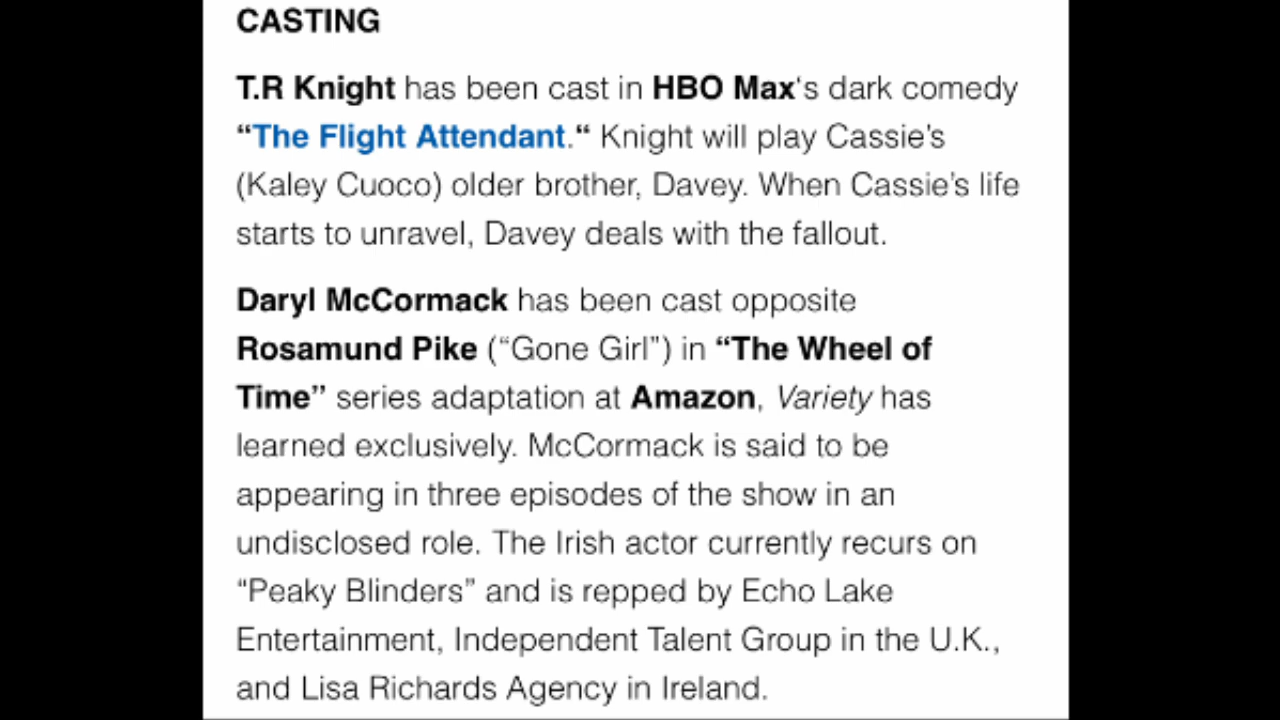 CASTING
T.R Knight has been cast in HBO Max‘s dark comedy
“The Flight Attendant.“ Knight will play Cassie’s
(Kaley Cuoco) older brother, Davey. When Cassie’s life
starts to unravel, Davey deals with the fallout.
Daryl McCormack has been cast opposite
Rosamund Pike (“Gone Girl”) in “The Wheel of
Time” series adaptation at Amazon, Variety has
learned exclusively. McCormack is said to be
appearing in three episodes of the show in an
undisclosed role. The Irish actor currently recurs on
“Peaky Blinders” and is repped by Echo Lake
Entertainment, Independent Talent Group in the U.K.,
and Lisa Richards Agency in Ireland.